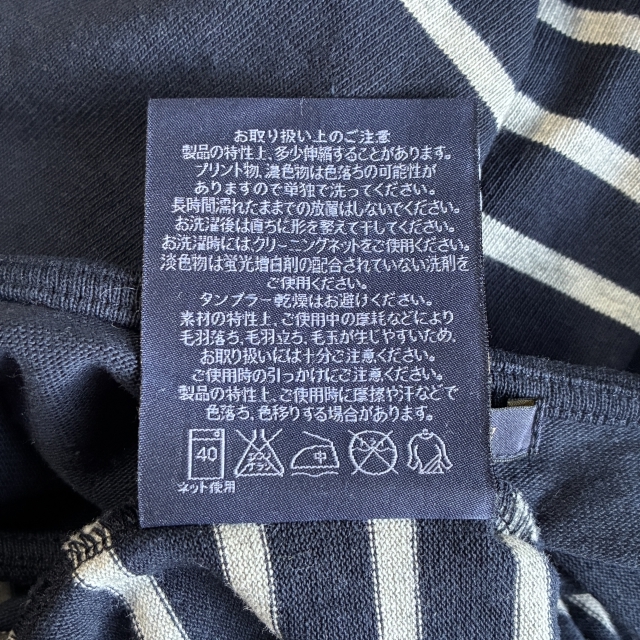 お取り扱い上のご注意
製品の特性上、多少伸縮することがあります。
プリント物、濃色物は色落ちの可能性が
ありますので単独で洗ってください。
長時間濡れたままでの放置はしないでください。
お洗濯後は直ちに形を整えて干してください。
お洗濯時にはクリーニングネットをご使用ください。
淡色物は蛍光増白剤の配合されていない洗剤を
ご使用ください。
タンブラー乾燥はお避けください。
素材の特性上、ご使用中の摩耗などにより
毛羽落ち、毛羽立ち、毛玉が生じやすいため、
お取り扱いには十分ご注意ください。
ご使用時の引っかけにご注意ください。
製品の特性上、ご使用時に摩擦や汗などで
色落ち、色移りする場合があります。
40 エンソサラシ 中
ネット使用